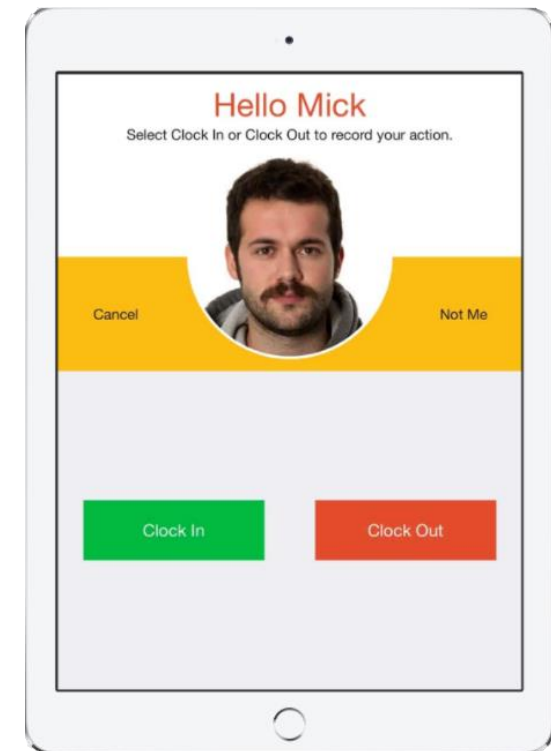 Hello Mick
Select Clock In or Clock Out to record your action.
Cancel
Not Me
Clock In
Clock Out